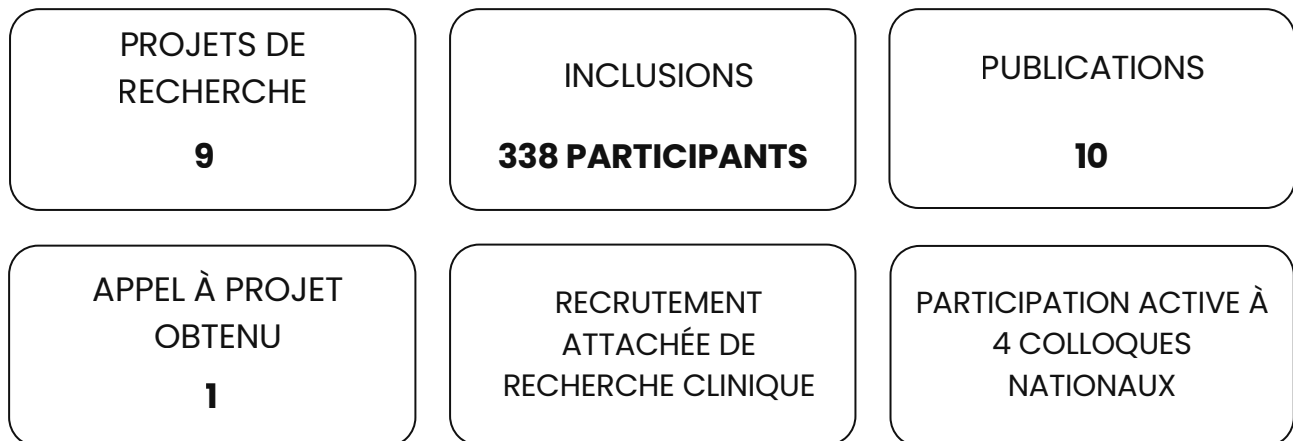 PROJETS DE
RECHERCHE
9
INCLUSIONS
338 PARTICIPANTS
PUBLICATIONS
10
APPEL À PROJET
OBTENU
1
RECRUTEMENT
ATTACHÉE DE
RECHERCHE CLINIQUE
PARTICIPATION ACTIVE À
4 COLLOQUES
NATIONAUX